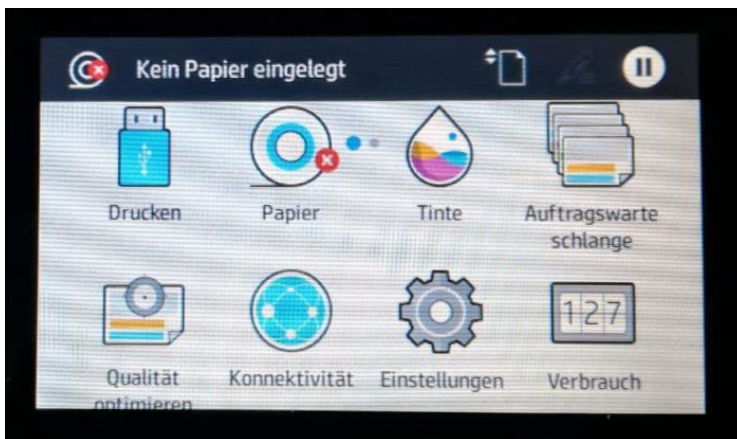 Kein Papier eingelegt
Drucken
Papier
Tinte
Auftragswarte
schlange
127
Qualität
optimieren
Konnektivität
Einstellungen
Verbrauch